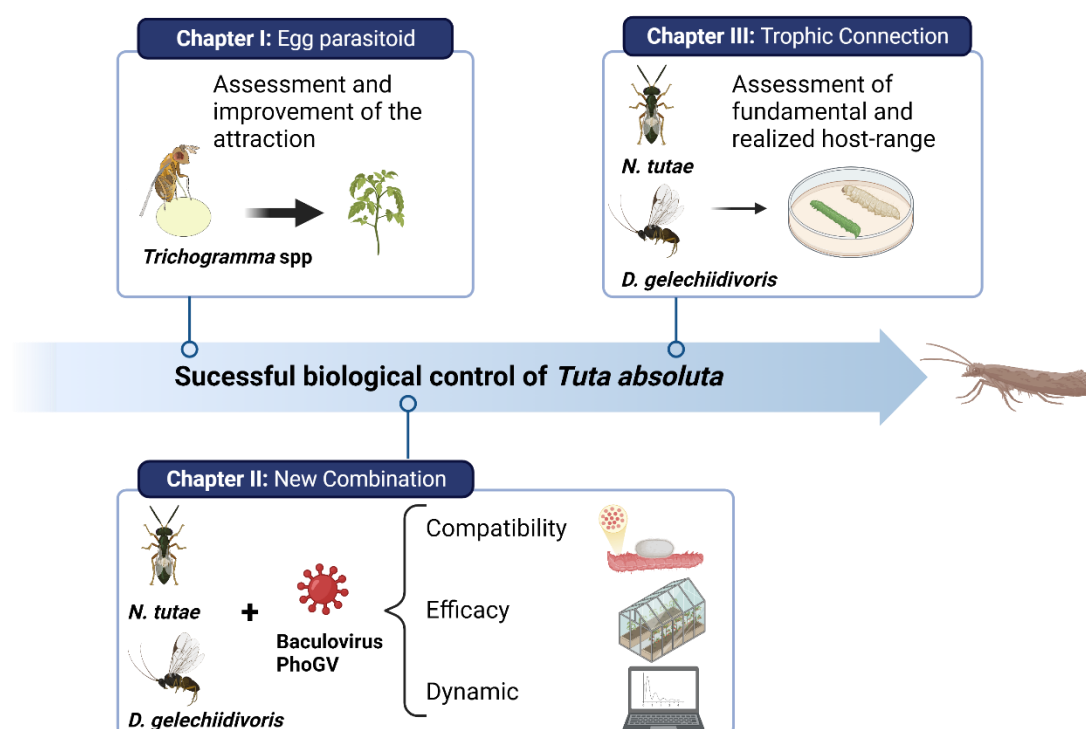 Chapter I: Egg parasitoid
Assessment and
improvement of the
attraction
Trichogramma spp
Chapter III: Trophic Connection
Assessment of
fundamental and
realized host-range
N. tutae
D. gelechiidivoris
Sucessful biological control of Tuta absoluta
Chapter II: New Combination
N. tutae
+
D. gelechiidivoris
Baculovirus
PhoGV
Compatibility
Efficacy
Dynamic